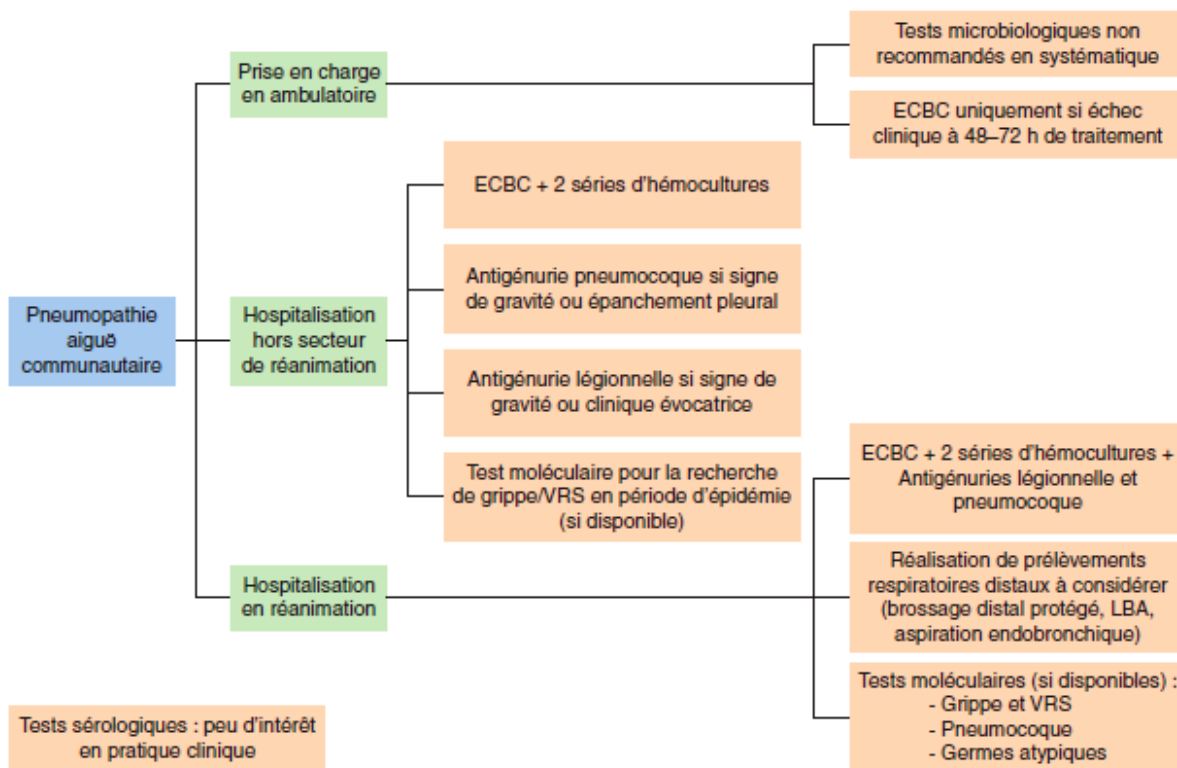 Pneumopathie
aiguë
communautaire
Prise en charge
en ambulatoire
Tests microbiologiques non
recommandés en systématique
ECBC uniquement si échec
clinique à 48–72 h de traitement
Hospitalisation
hors secteur
de réanimation
ECBC + 2 séries d’hémocultures
Antigénurie pneumocoque si signe
de gravité ou épanchement pleural
Antigénurie légionnelle si signe de
gravité ou clinique évocatrice
Test moléculaire pour la recherche
de grippe/VRS en période d’épidémie
(si disponible)
Hospitalisation
en réanimation
ECBC + 2 séries d’hémocultures +
Antigénuries légionnelle et
pneumocoque
Réalisation de prélèvements
respiratoires distaux à considérer
(brossage distal protégé, LBA,
aspiration endobronchique)
Tests moléculaires (si disponibles) :
- Grippe et VRS
- Pneumocoque
- Germes atypiques
Tests sérologiques : peu d’intérêt
en pratique clinique